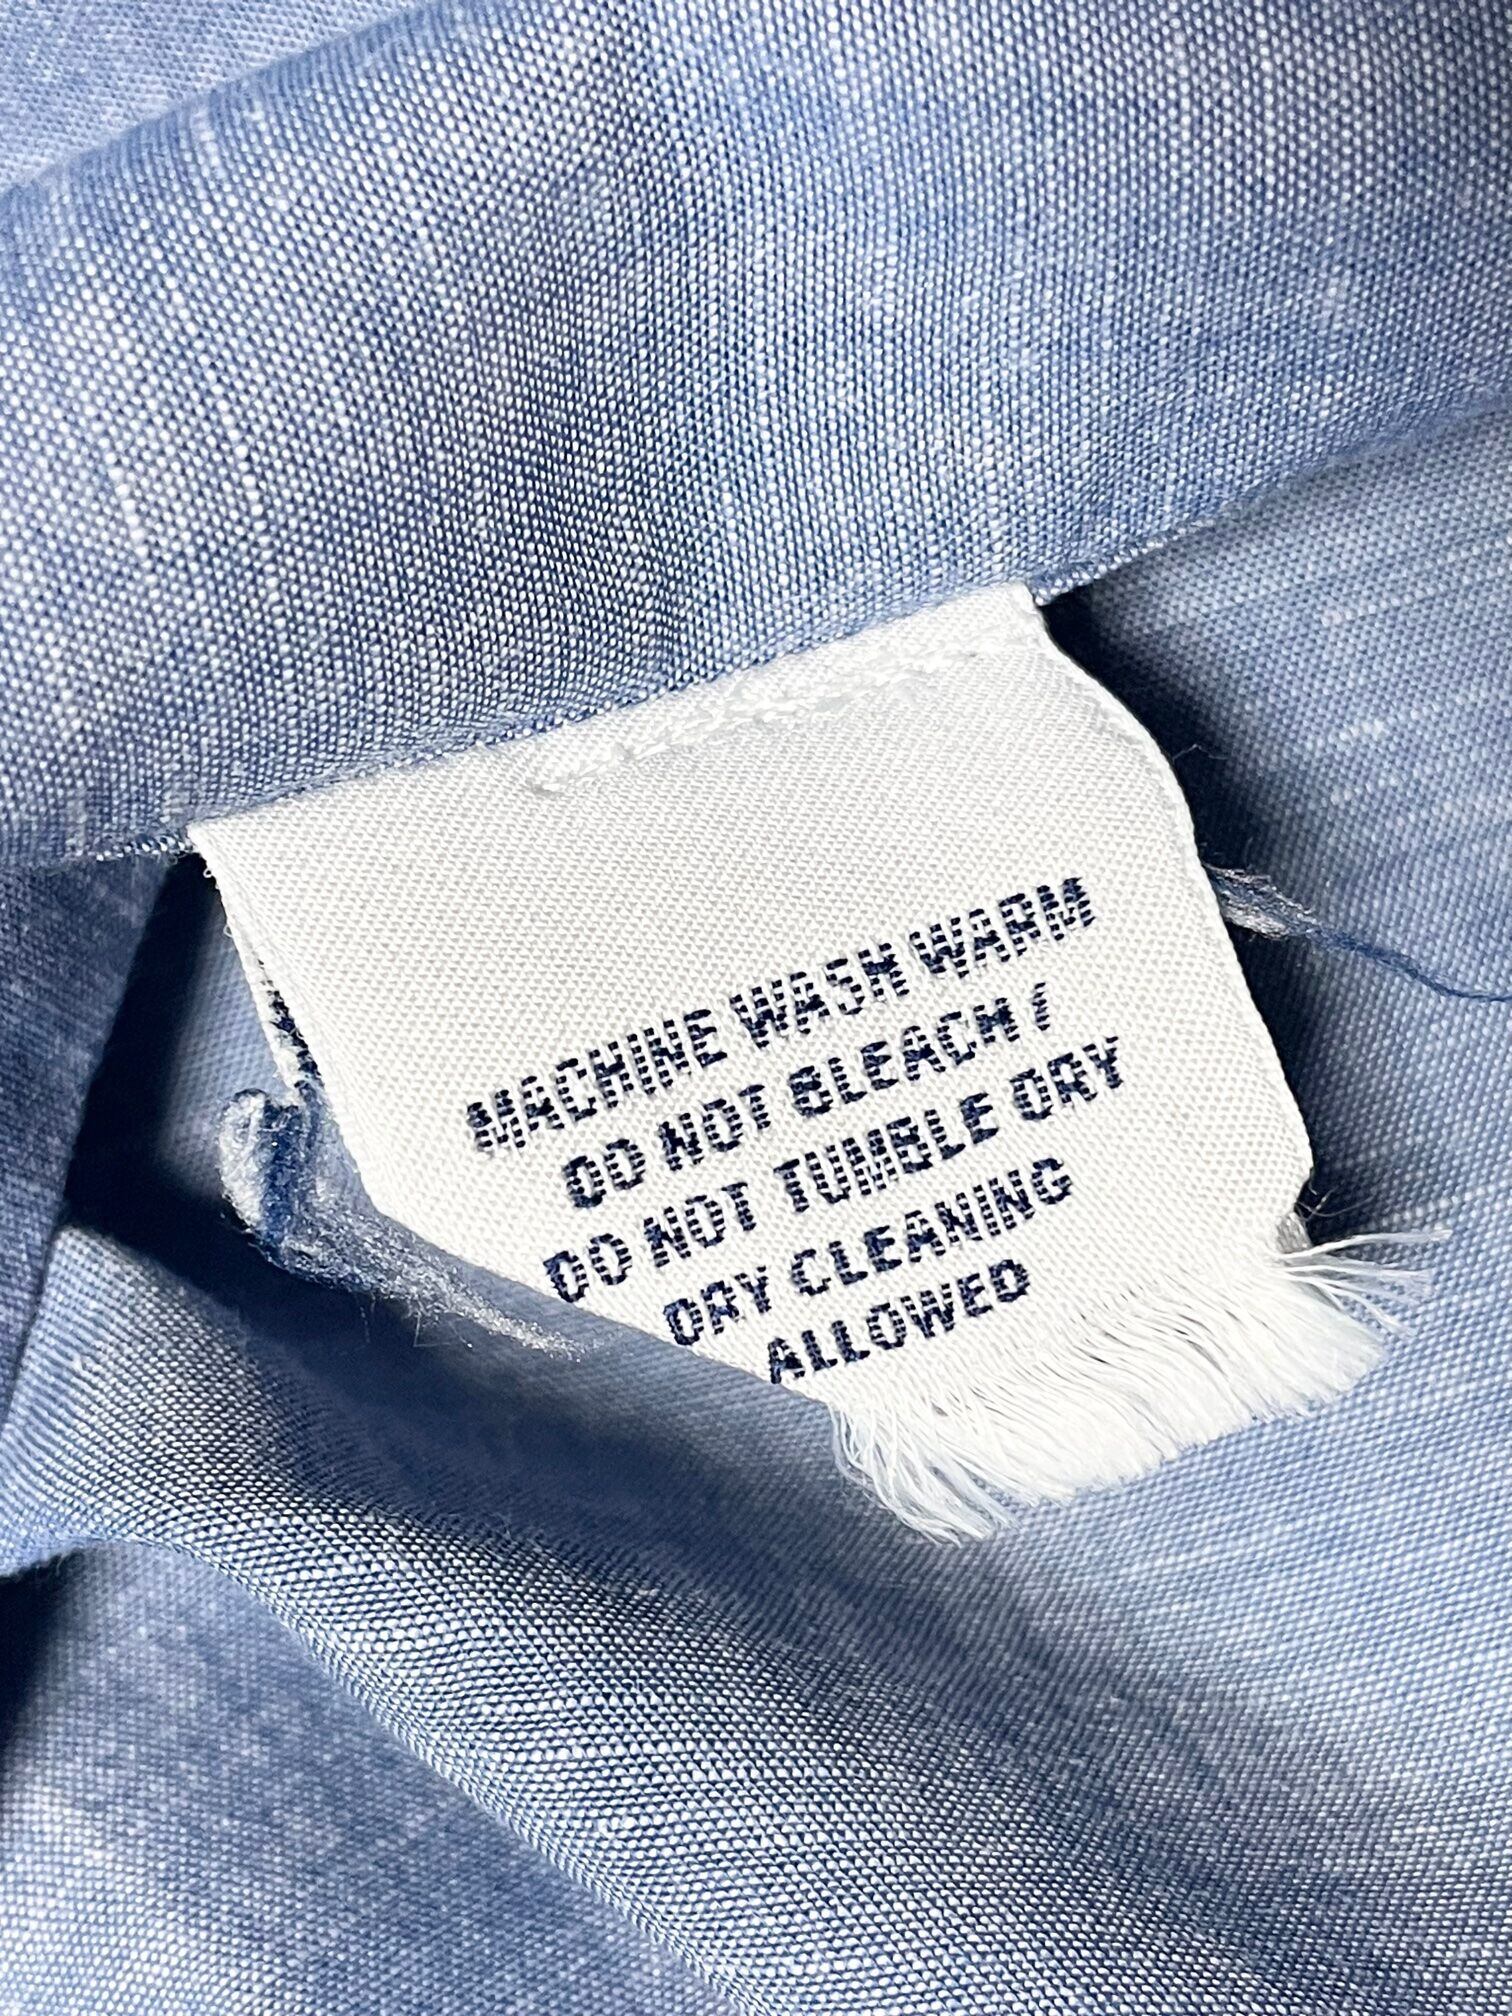 MACHINE WASH WARM
DO NOT BLEACH /
DO NOT TUMBLE DRY
DRY CLEANING
ALLOWED